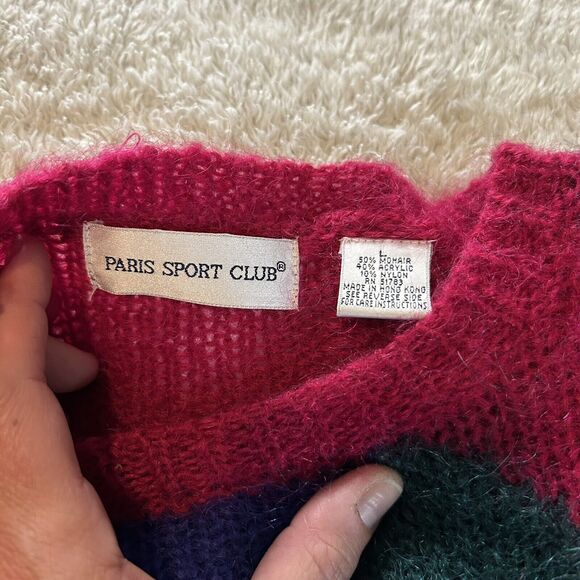 PARIS SPORT CLUB®
L
50% MOHAIR
40% ACRYLIC
10% NYLON
RN 51783
MADE IN HONG KONG
SEE REVERSE SIDE
FOR CARE INSTRUCTIONS